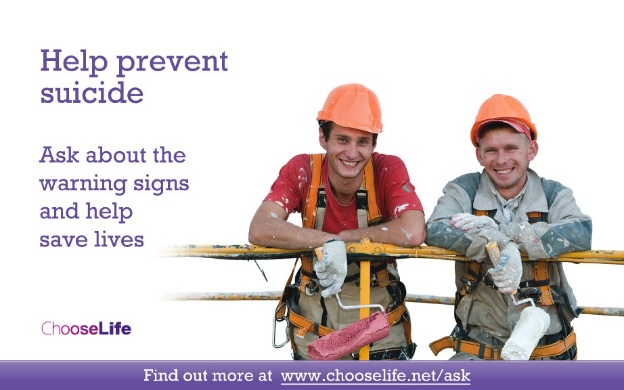 Help prevent
suicide
Ask about the
warning signs
and help
save lives
ChooseLife
Find out more at www.chooselife.net/ask